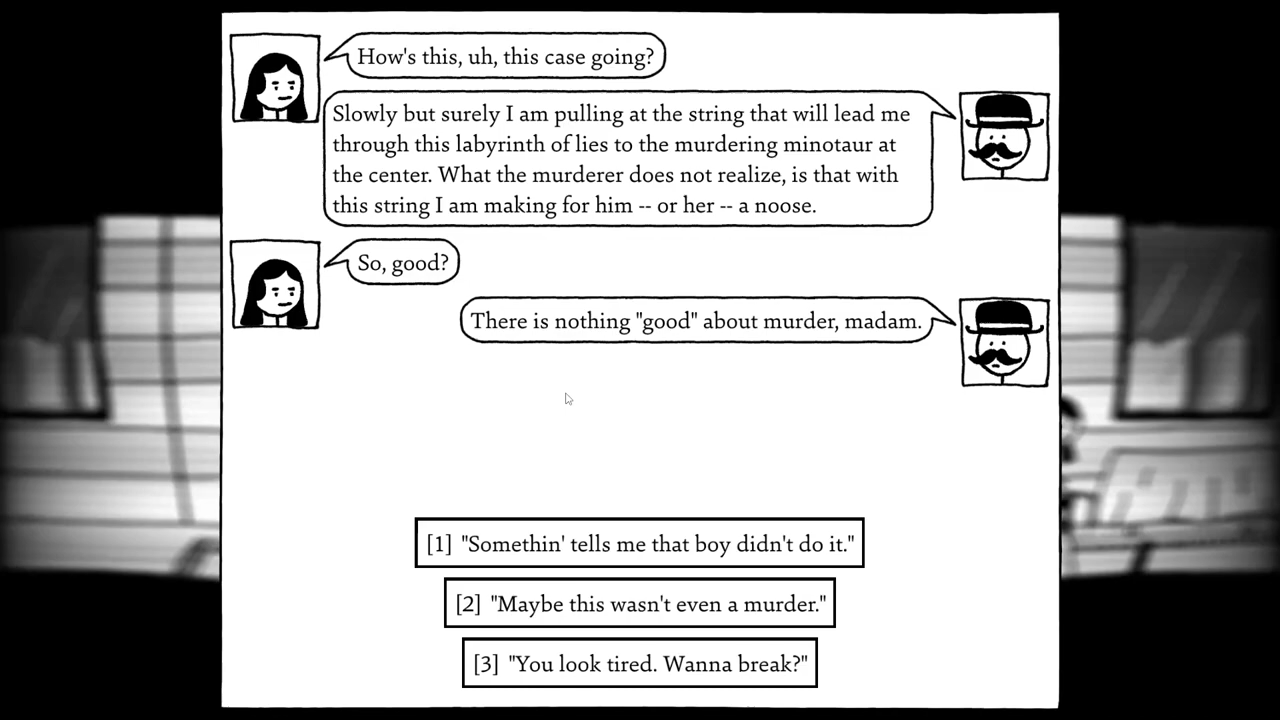 How's this, uh, this case going?
Slowly but surely I am pulling at the string that will lead me
through this labyrinth of lies to the murdering minotaur at
the center. What the murderer does not realize, is that with
this string I am making for him -- or her -- a noose.
So, good?
There is nothing "good" about murder, madam.
[1] "Somethin' tells me that boy didn't do it."
[2] "Maybe this wasn't even a murder."
[3] "You look tired. Wanna break?"